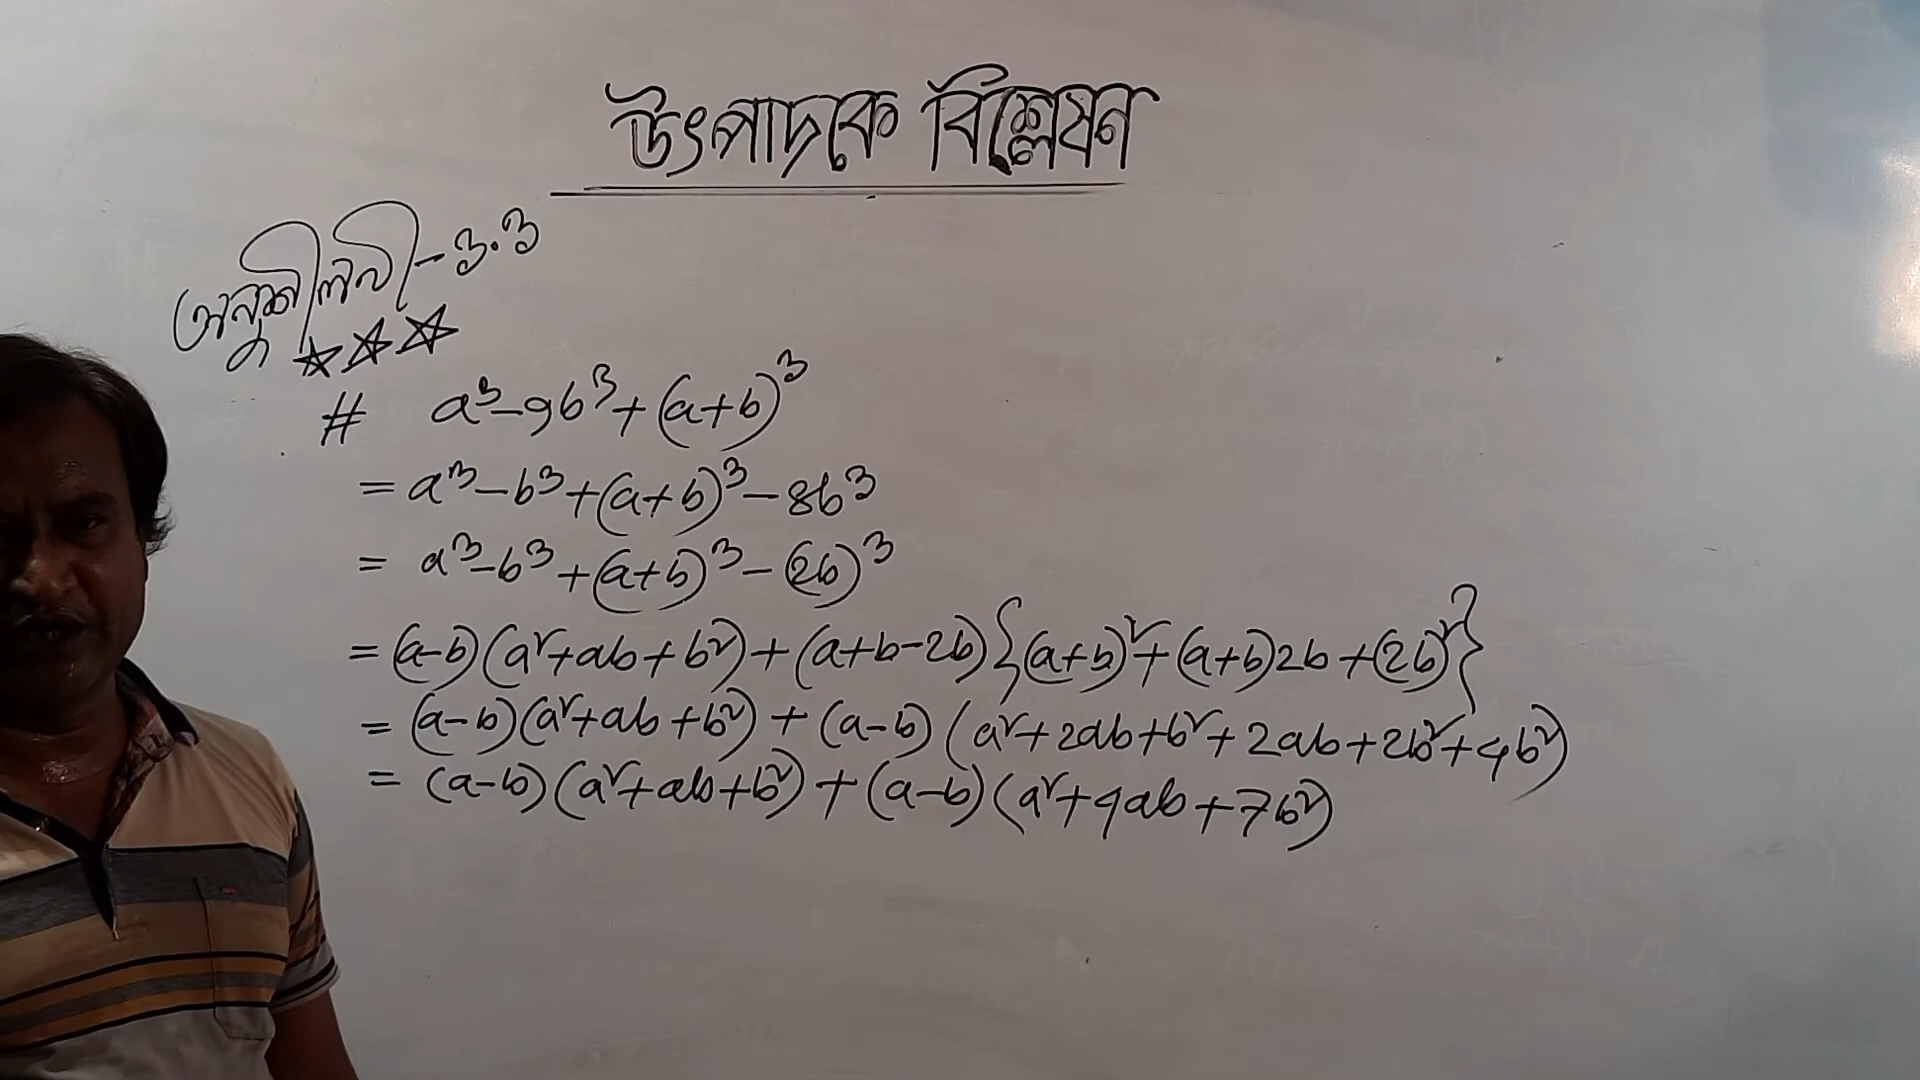 উৎপাদকে বিশ্লেষণ
অনুশীলনী-৩.৩
☆☆☆
# a³-9b³+(a+b)³
= a³-b³+(a+b)³-8b³
= a³-b³+(a+b)³-(2b)³
= (a-b)(a²+ab+b²)+(a+b-2b){(a+b)²+(a+b)2b+(2b)²}
= (a-b)(a²+ab+b²)+(a-b)(a²+2ab+b²+2ab+2b²+4b²)
= (a-b)(a²+ab+b²)+(a-b)(a²+4ab+7b²)